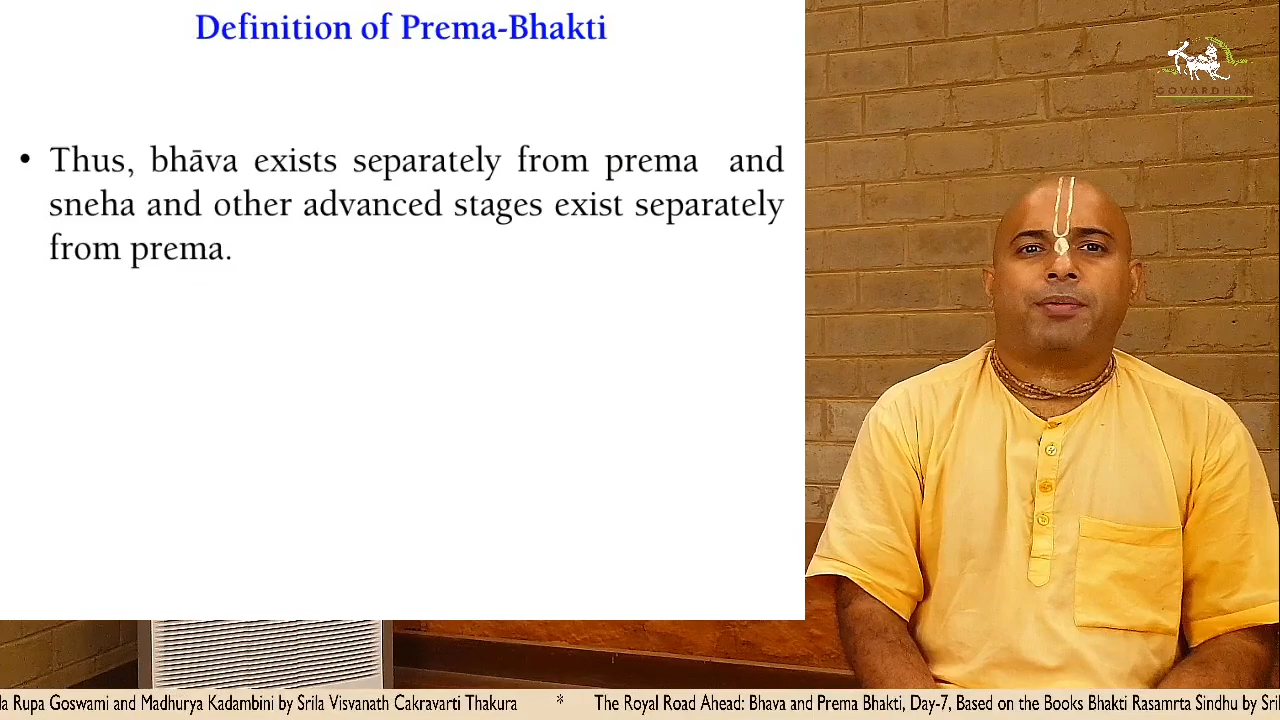 Definition of Prema-Bhakti
• Thus, bhāva exists separately from prema and
sneha and other advanced stages exist separately
from prema.
GOVARDHAN
la Rupa Goswami and Madhurya Kadambini by Srila Visvanath Cakravarti Thakura * The Royal Road Ahead: Bhava and Prema Bhakti, Day-7, Based on the Books Bhakti Rasamrta Sindhu by Sril